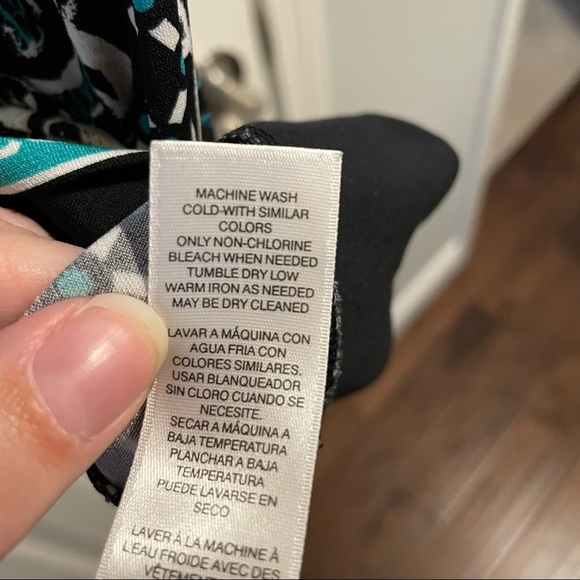 MACHINE WASH
COLD-WITH SIMILAR
COLORS
ONLY NON-CHLORINE
BLEACH WHEN NEEDED
TUMBLE DRY LOW
WARM IRON AS NEEDED
MAY BE DRY CLEANED
LAVAR A MÁQUINA CON
AGUA FRIA CON
COLORES SIMILARES.
USAR BLANQUEADOR
SIN CLORO CUANDO SE
NECESITE.
SECAR A MÁQUINA A
BAJA TEMPERATURA
PLANCHAR A BAJA
TEMPERATURA
PUEDE LAVARSE EN
SECO
LAVER À LA MACHINE À
L'EAU FROIDE AVEC DES
VÊTEMENT